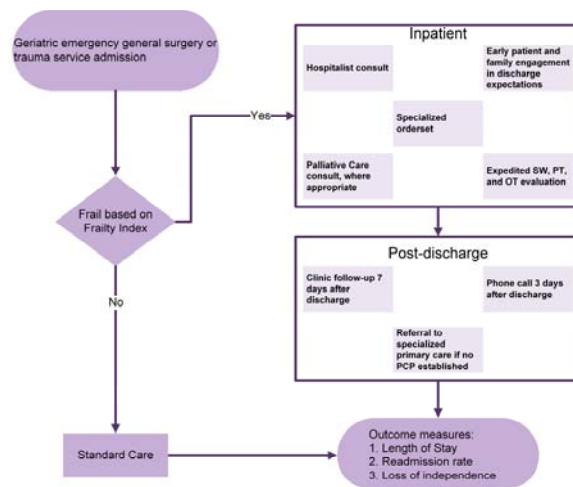 Geriatric emergency general surgery or
trauma service admission
Frail based on
Frailty Index
Yes
No
Standard Care
Inpatient
Hospitalist consult
Early patient and
family engagement
in discharge
expectations
Specialized
orderset
Palliative Care
consult, where
appropriate
Expedited SW, PT,
and OT evaluation
Post-discharge
Clinic follow-up 7
days after
discharge
Phone call 3 days
after discharge
Referral to
specialized
primary care if no
PCP established
Outcome measures:
1. Length of Stay
2. Readmission rate
3. Loss of independence